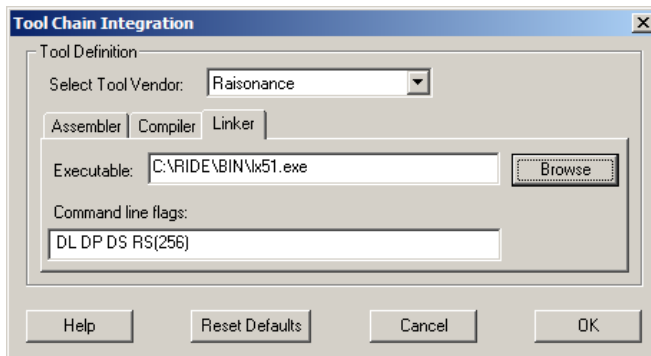 Tool Chain Integration
Tool Definition
Select Tool Vendor: Raisonance
Assembler Compiler Linker
Executable: C:\RIDE\BIN\lx51.exe Browse
Command line flags:
DL DP DS RS(256)
Help Reset Defaults Cancel OK